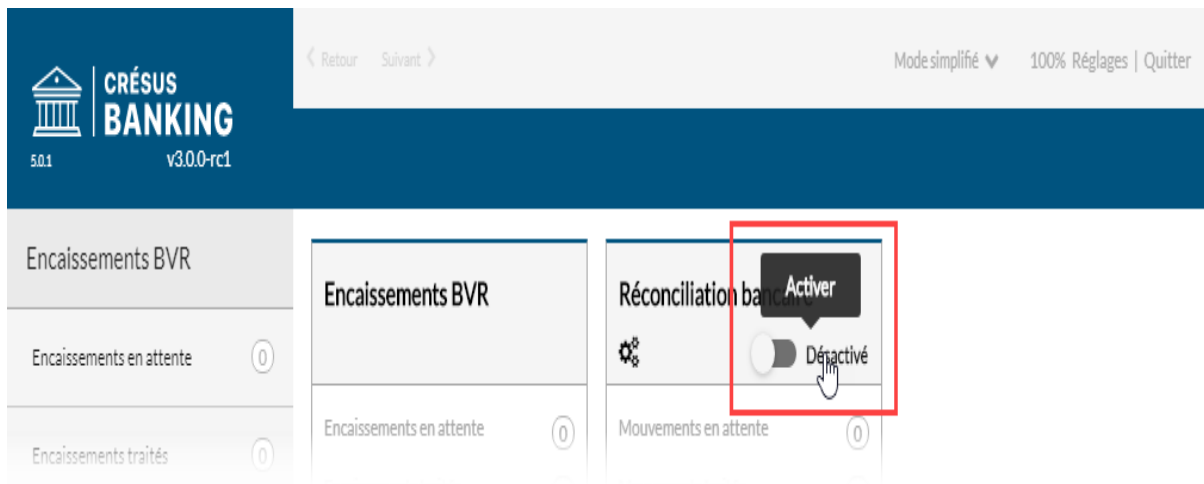 Retour Suivant
Mode simplifié 100% Réglages | Quitter
CRÉSUS
BANKING
5.0.1 v3.0.0-rc1
Encaissements BVR
Encaissements en attente 0
Encaissements traités 0
Encaissements BVR
Encaissements en attente 0
Réconciliation bancaire
Activer
Désactivé
Mouvements en attente 0